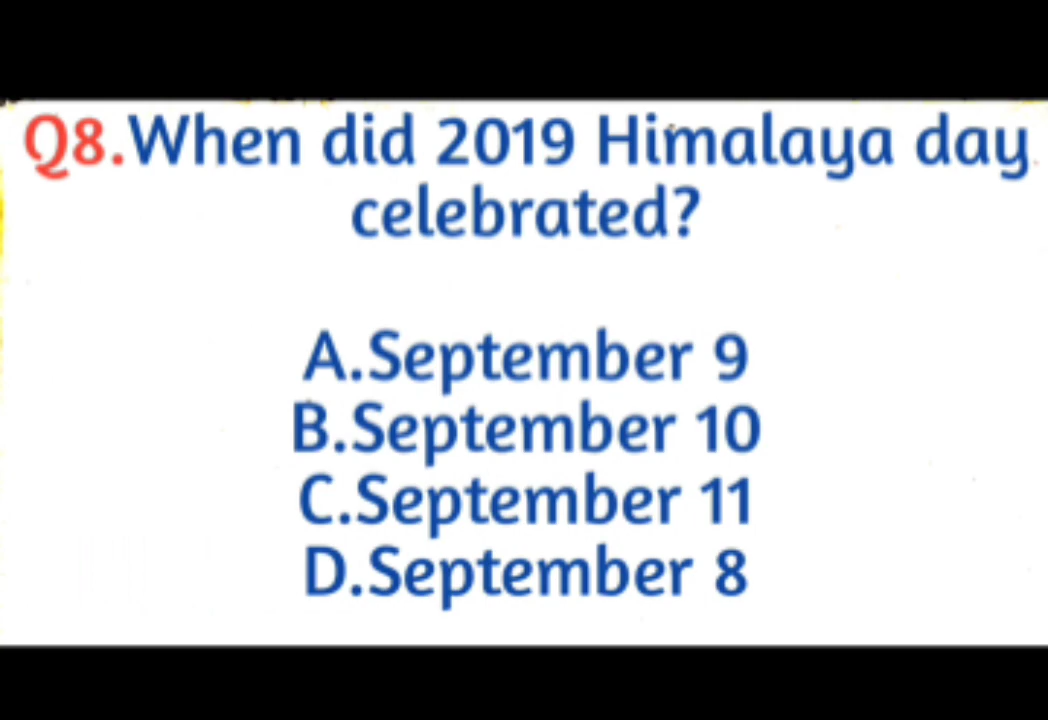 Q8.When did 2019 Himalaya day
celebrated?
A.September 9
B.September 10
C.September 11
D.September 8